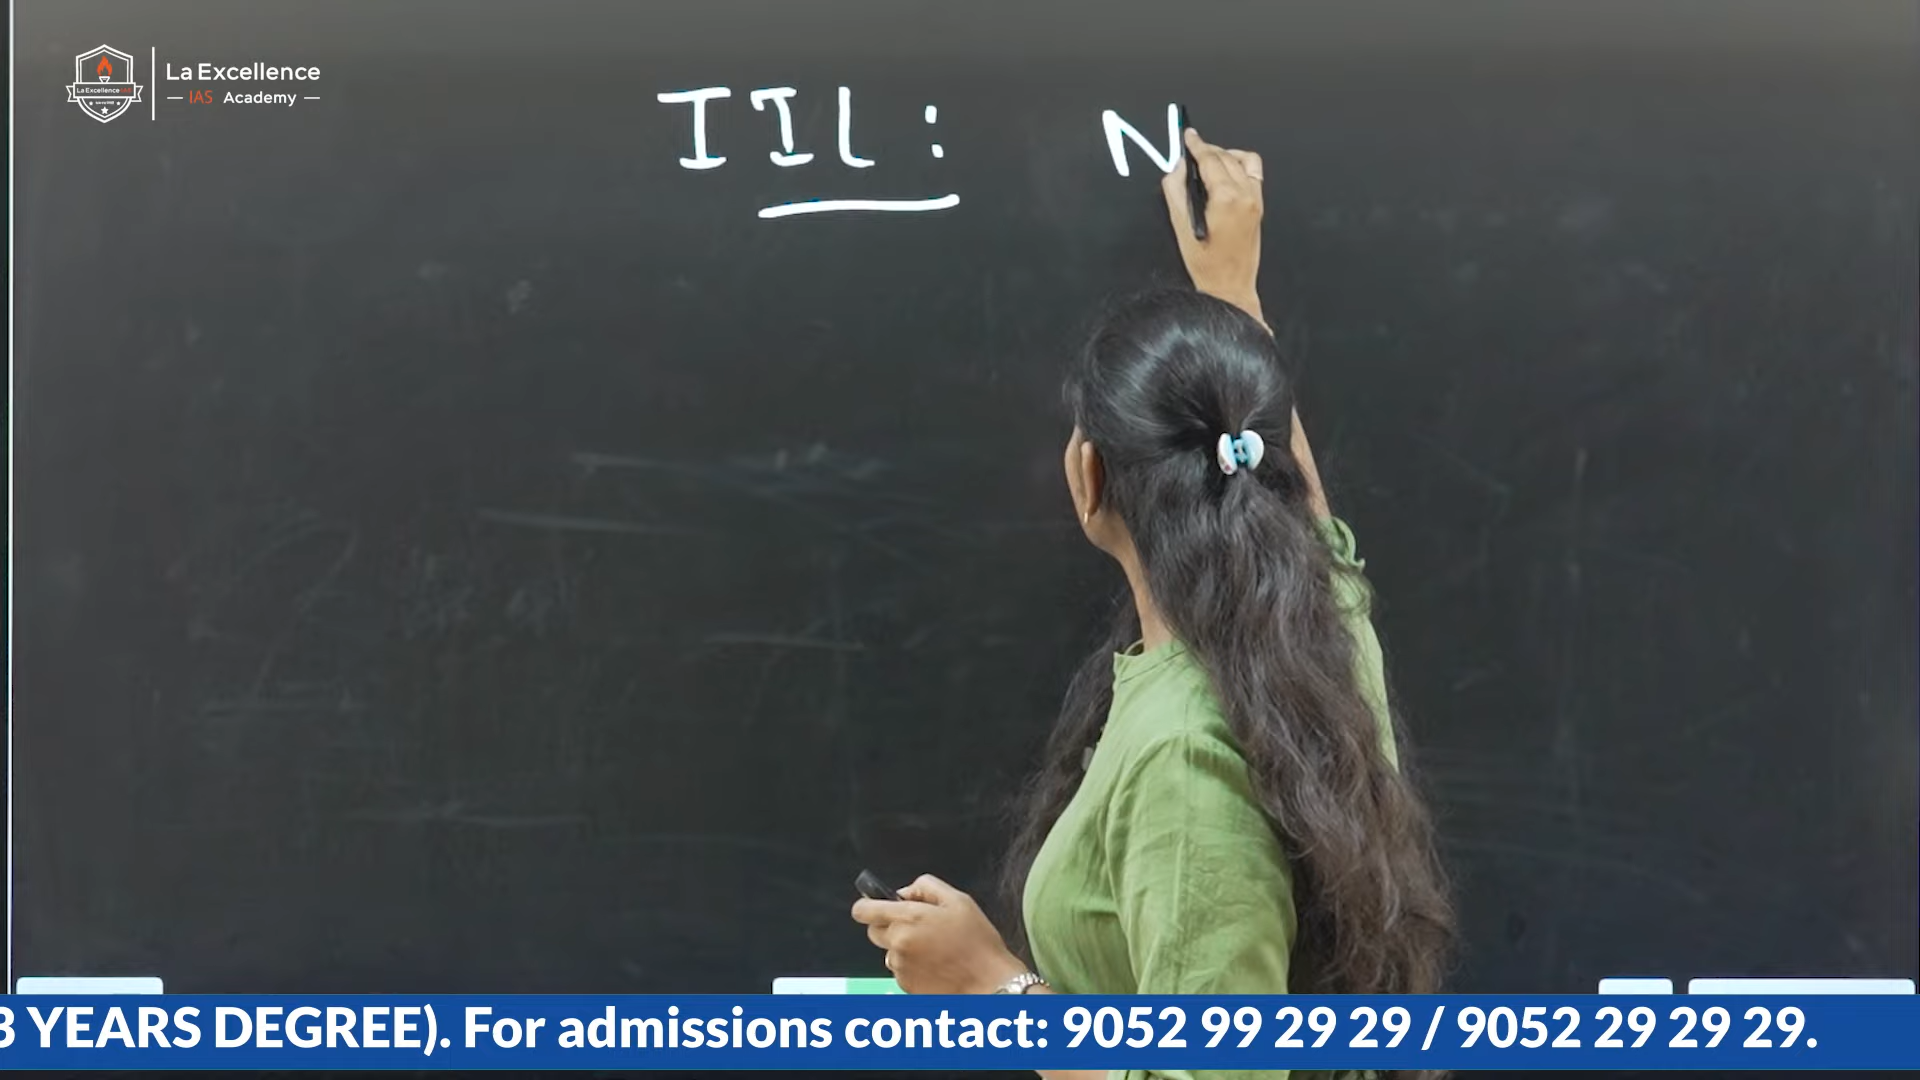 La Excellence
IAS Academy
IIL : N
3 YEARS DEGREE). For admissions contact: 9052 99 29 29 / 9052 29 29 29.